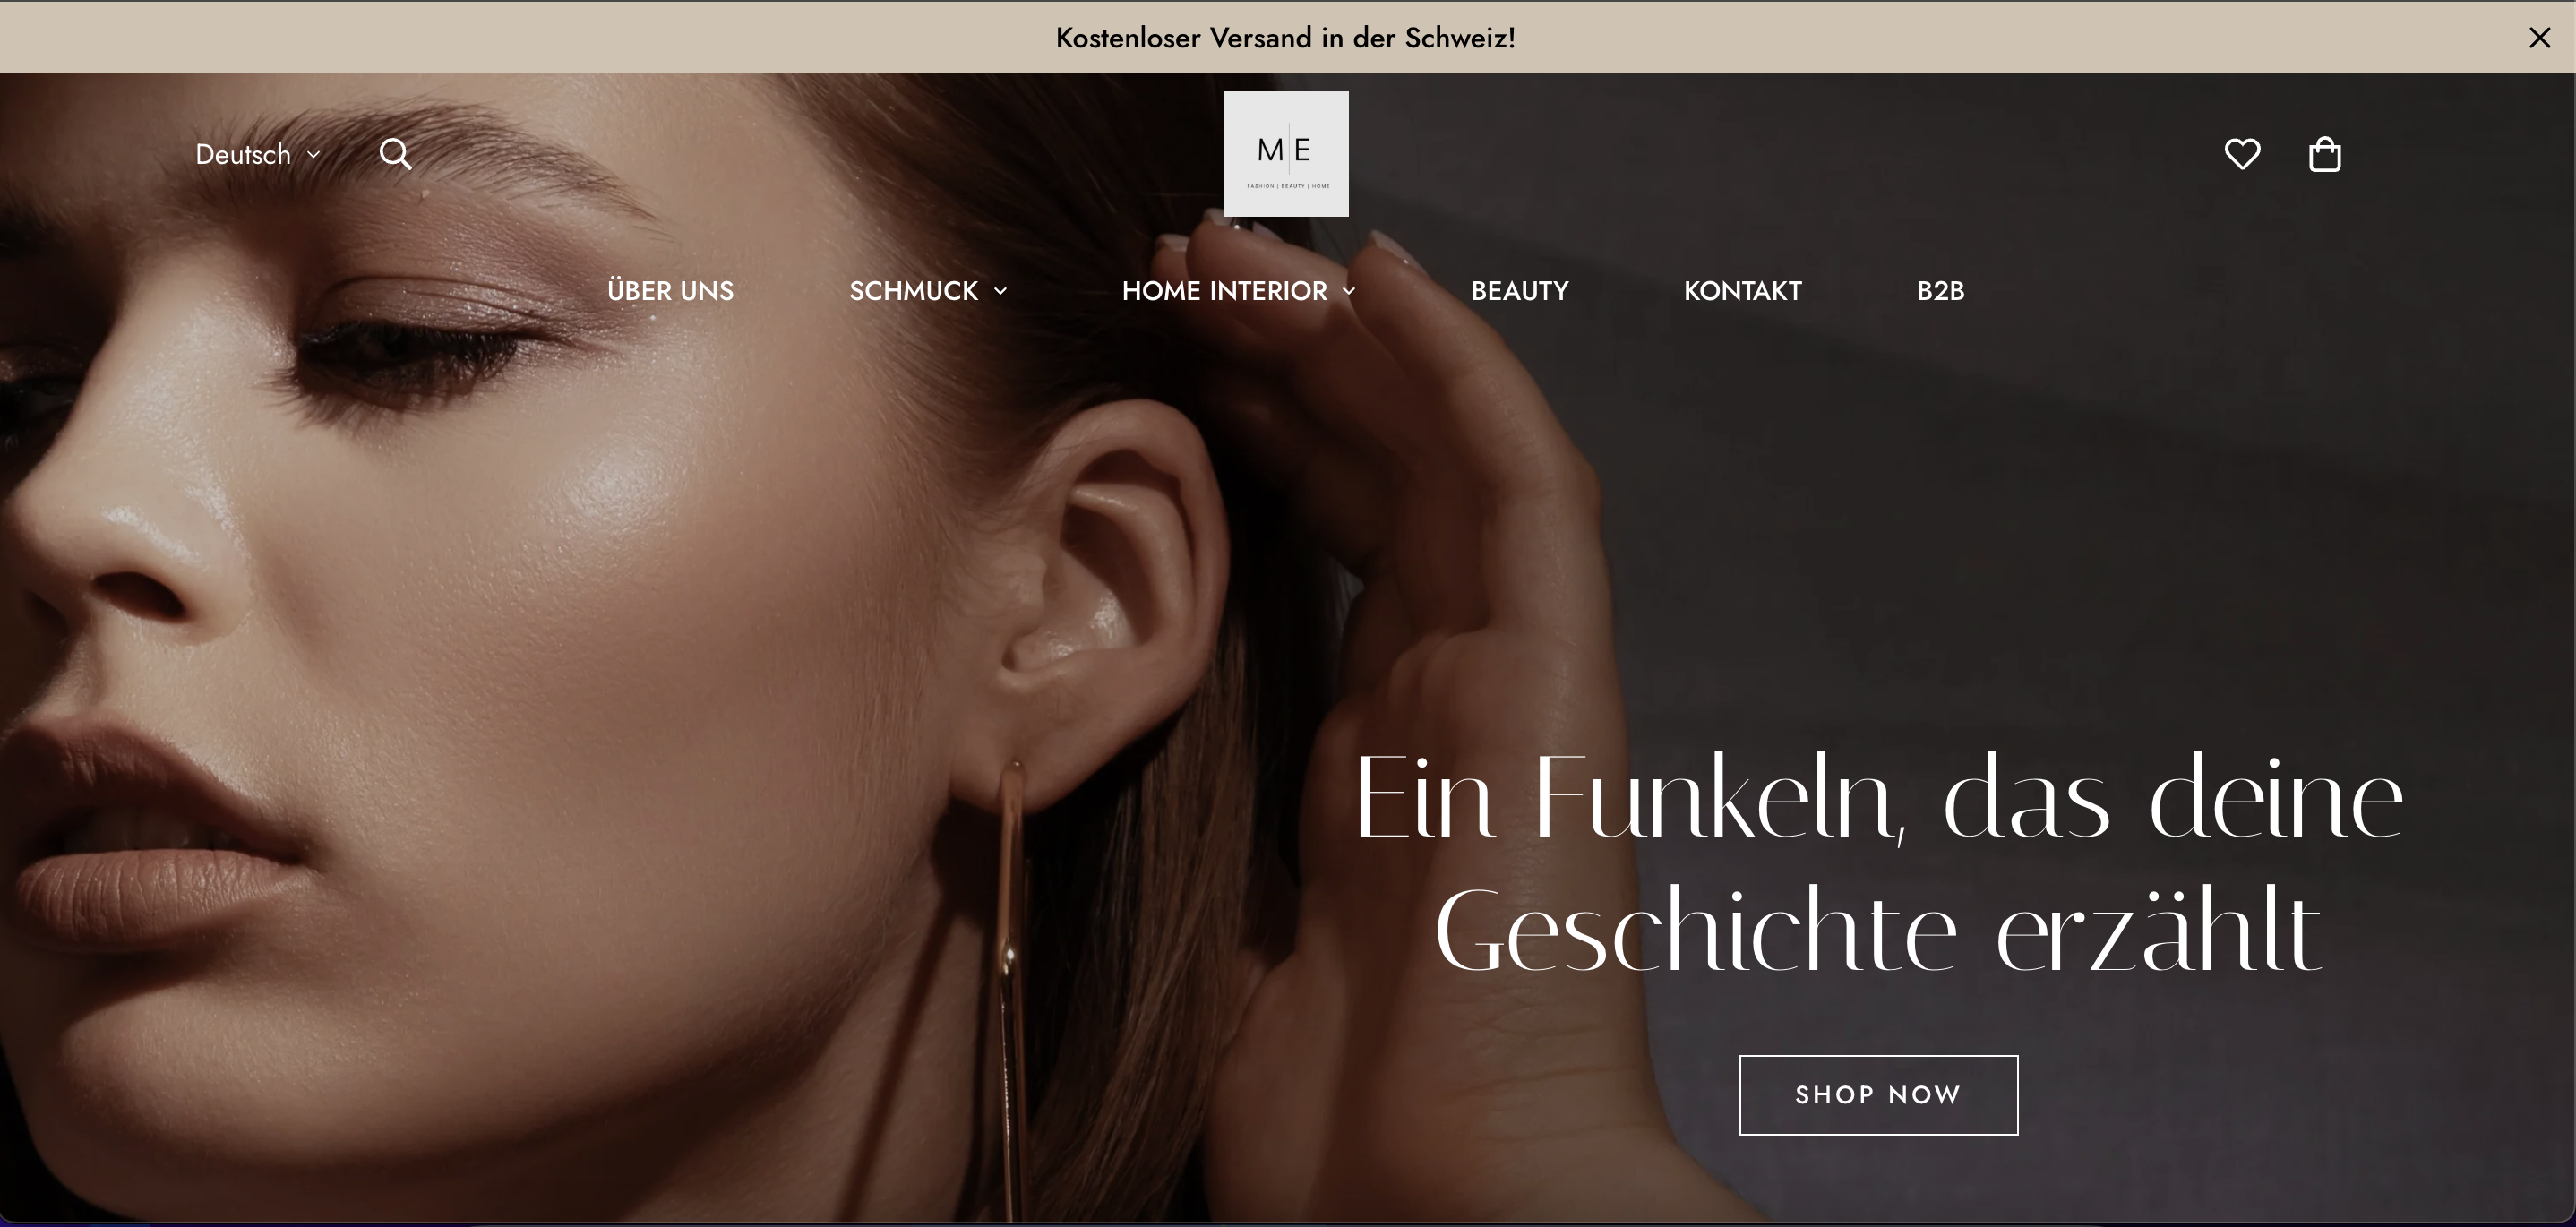 Kostenloser Versand in der Schweiz!
Deutsch
M|E
FASHION | BEAUTY | HOME
ÜBER UNS SCHMUCK HOME INTERIOR BEAUTY KONTAKT B2B
Ein Funkeln, das deine
Geschichte erzählt
SHOP NOW